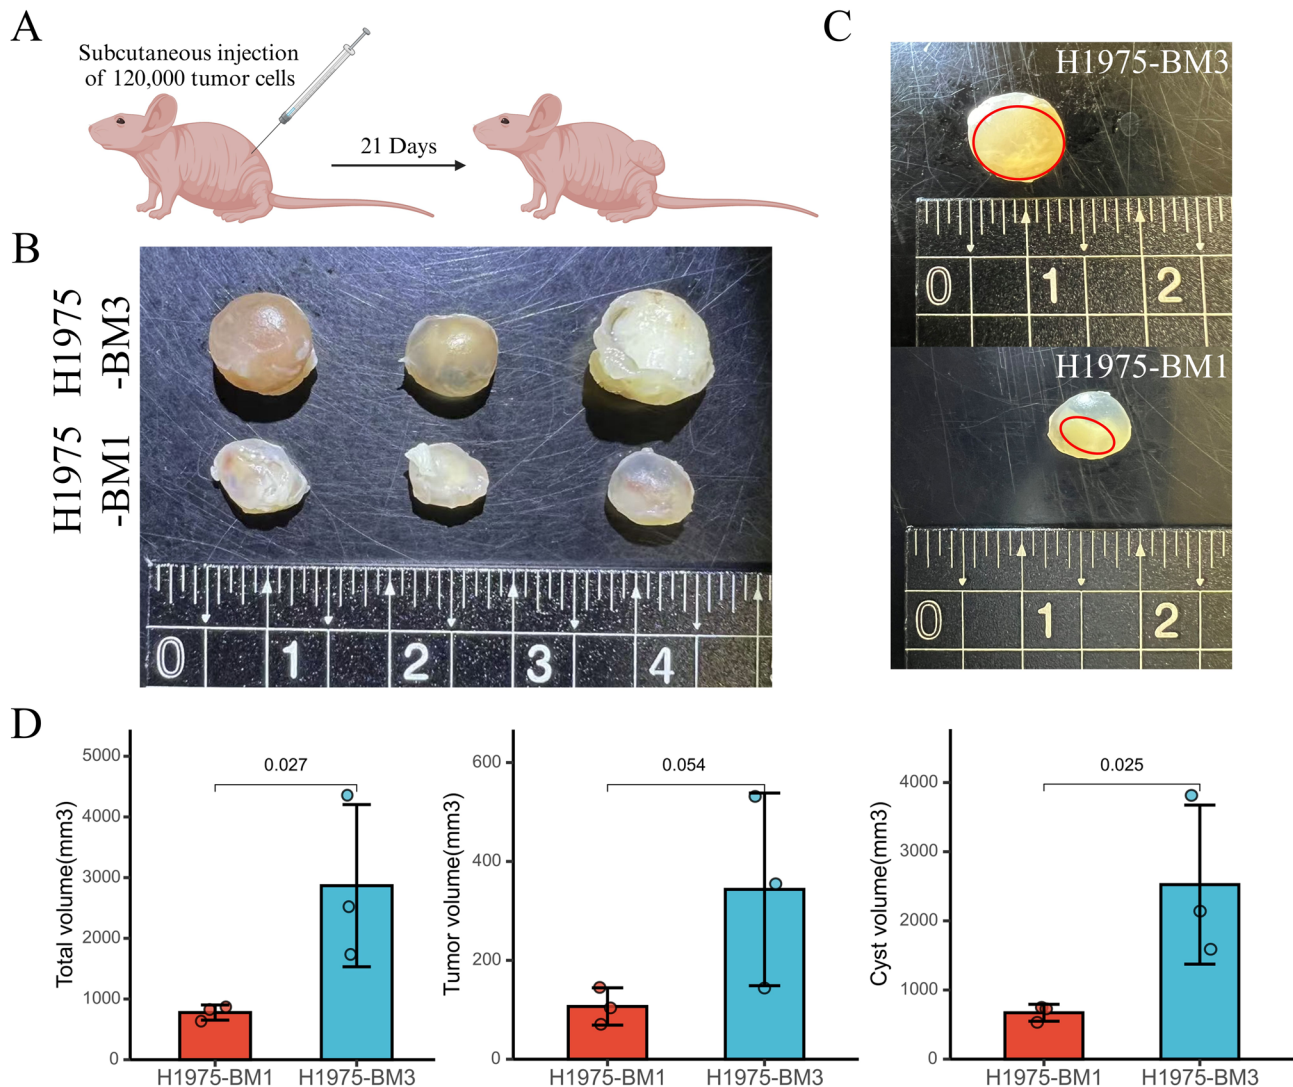 A
Subcutaneous injection
of 120,000 tumor cells
21 Days
B
H1975
-BM3
H1975
-BM1
0 1 2 3 4
C
H1975-BM3
0 1 2
H1975-BM1
0 1 2
D
Total volume(mm3)
5000
4000
3000
2000
1000
0
0.027
H1975-BM1 H1975-BM3
Tumor volume(mm3)
600
400
200
0
0.054
H1975-BM1 H1975-BM3
Cyst volume(mm3)
4000
3000
2000
1000
0
0.025
H1975-BM1 H1975-BM3